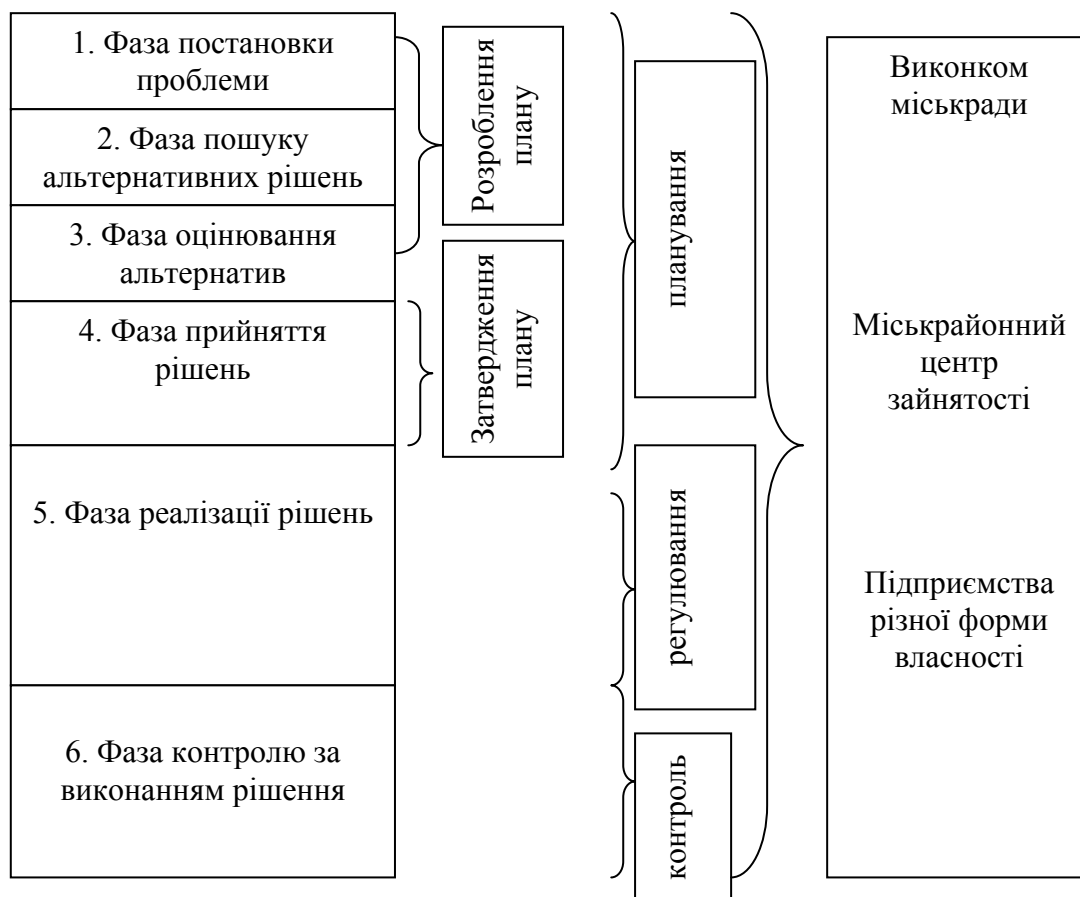 1. Фаза постановки
проблеми
2. Фаза пошуку
альтернативних рішень
3. Фаза оцінювання
альтернатив
4. Фаза прийняття
рішень
5. Фаза реалізації рішень
6. Фаза контролю за
виконанням рішення
Розроблення
плану
Затвердження
плану
планування
регулювання
контроль
Виконком
міськради
Міськрайонний
центр
зайнятості
Підприємства
різної форми
власності